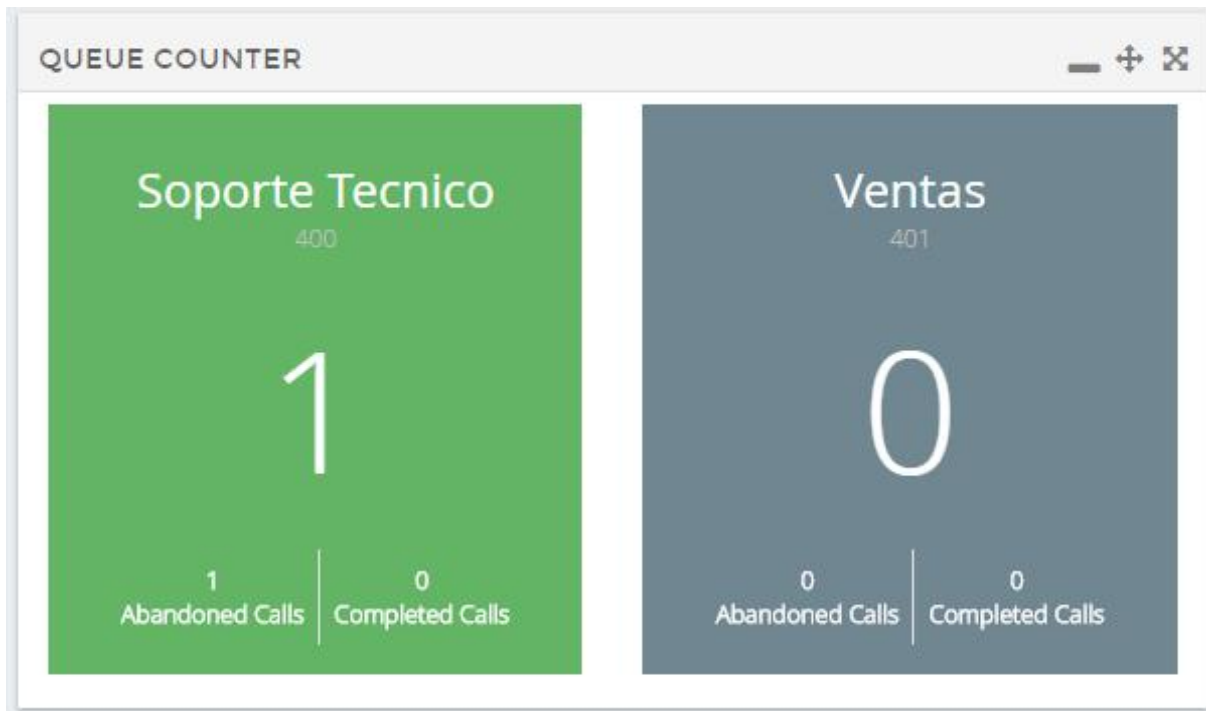 QUEUE COUNTER
Soporte Tecnico
400
1
1
Abandoned Calls
0
Completed Calls
Ventas
401
0
0
Abandoned Calls
0
Completed Calls